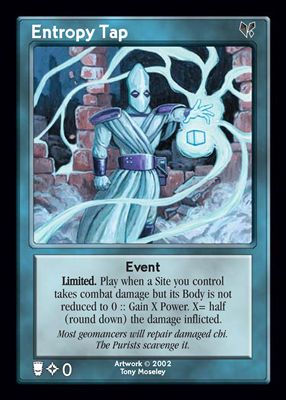 Entropy Tap
Event
Limited. Play when a Site you control
takes combat damage but its Body is not
reduced to 0 :: Gain X Power. X= half
(round down) the damage inflicted.
Most geomancers will repair damaged chi.
The Purists scavenge it.
Artwork © 2002
Tony Moseley
0